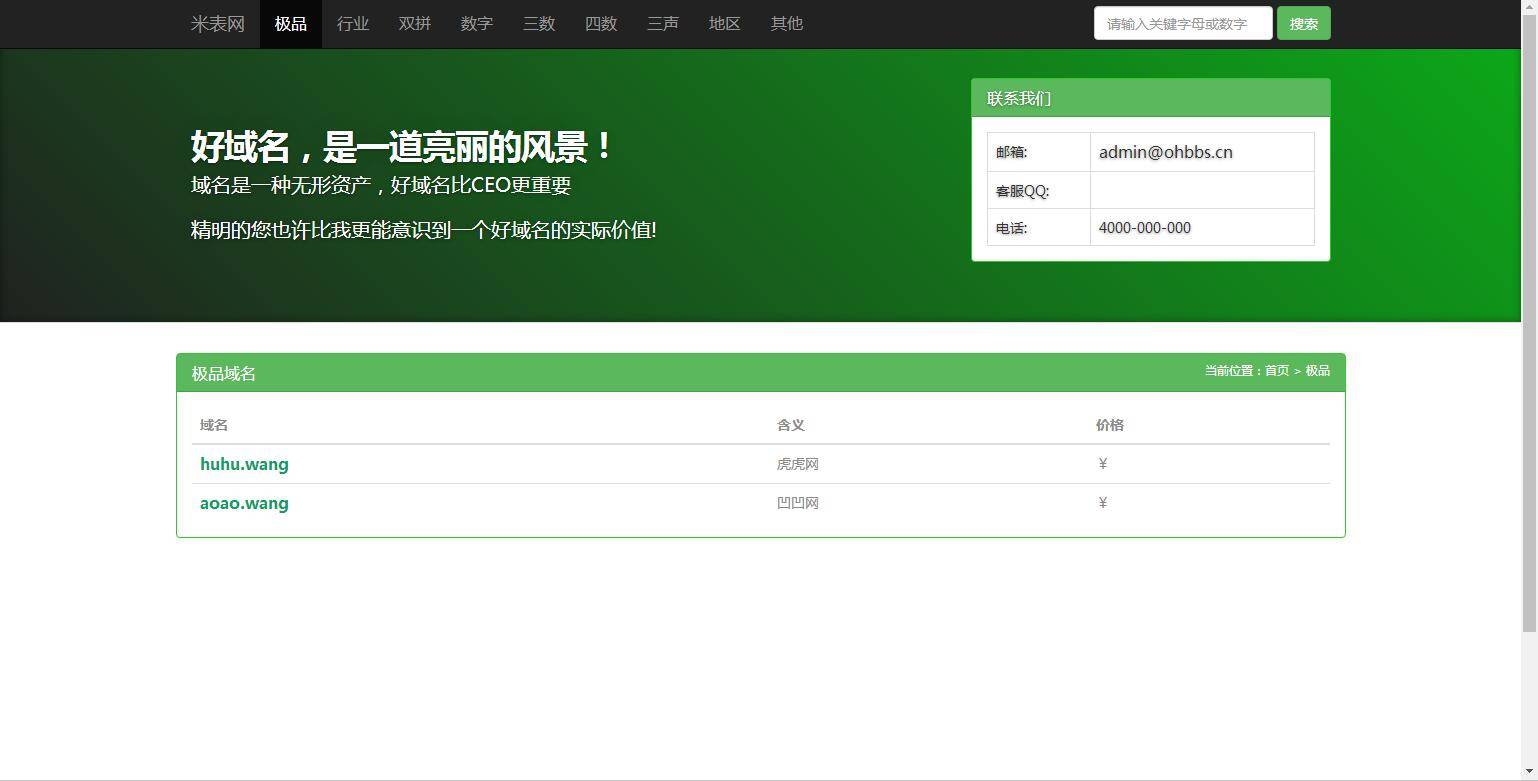 米表网 极品 行业 双拼 数字 三数 四数 三声 地区 其他 请输入关键字母或数字 搜索
好域名，是一道亮丽的风景！
域名是一种无形资产，好域名比CEO更重要
精明的您也许比我更能意识到一个好域名的实际价值!
联系我们
邮箱: admin@ohbbs.cn
客服QQ:
电话: 4000-000-000
极品域名 当前位置：首页 > 极品
域名 含义 价格
huhu.wang 虎虎网 ￥
aoao.wang 凹凹网 ￥